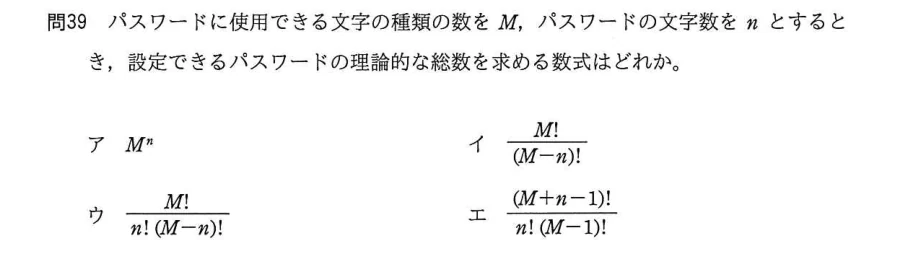 問39　パスワードに使用できる文字の種類の数を M，パスワードの文字数を n とすると
き，設定できるパスワードの理論的な総数を求める数式はどれか。
ア　Mⁿ
イ　M!/(M－n)!
ウ　M!/n! (M－n)!
エ　(M＋n－1)!/n! (M－1)!